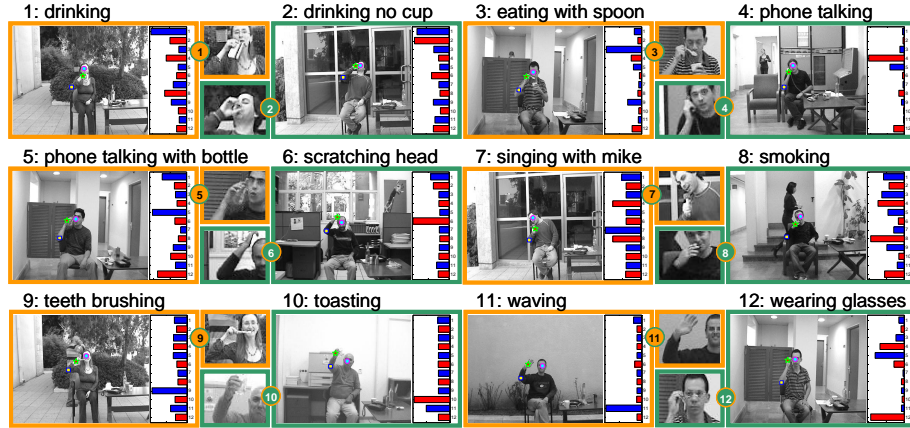 1: drinking
2: drinking no cup
3: eating with spoon
4: phone talking
1
2
3
4
5: phone talking with bottle
6: scratching head
7: singing with mike
8: smoking
5
6
7
8
9: teeth brushing
10: toasting
11: waving
12: wearing glasses
9
10
11
12